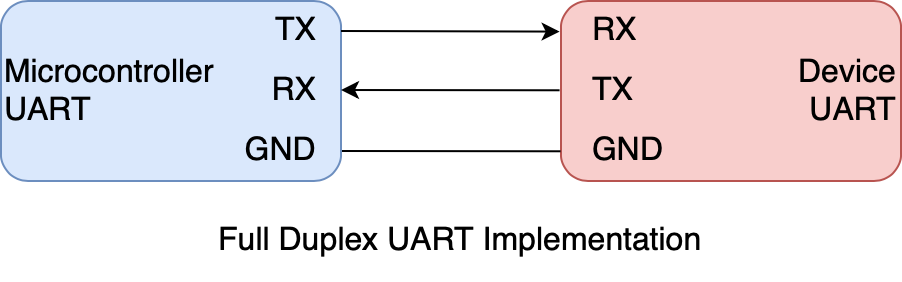 TX
RX
Microcontroller
UART
RX
TX
Device
UART
GND
GND
Full Duplex UART Implementation